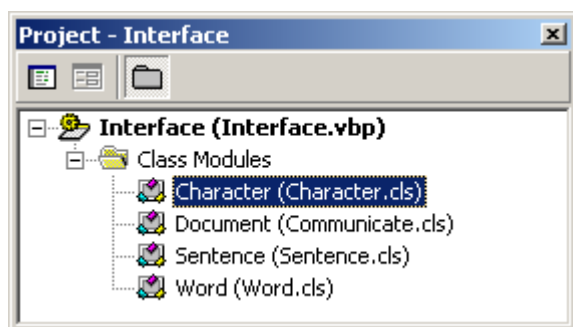 Project - Interface
Interface (Interface.vbp)
Class Modules
Character (Character.cls)
Document (Communicate.cls)
Sentence (Sentence.cls)
Word (Word.cls)